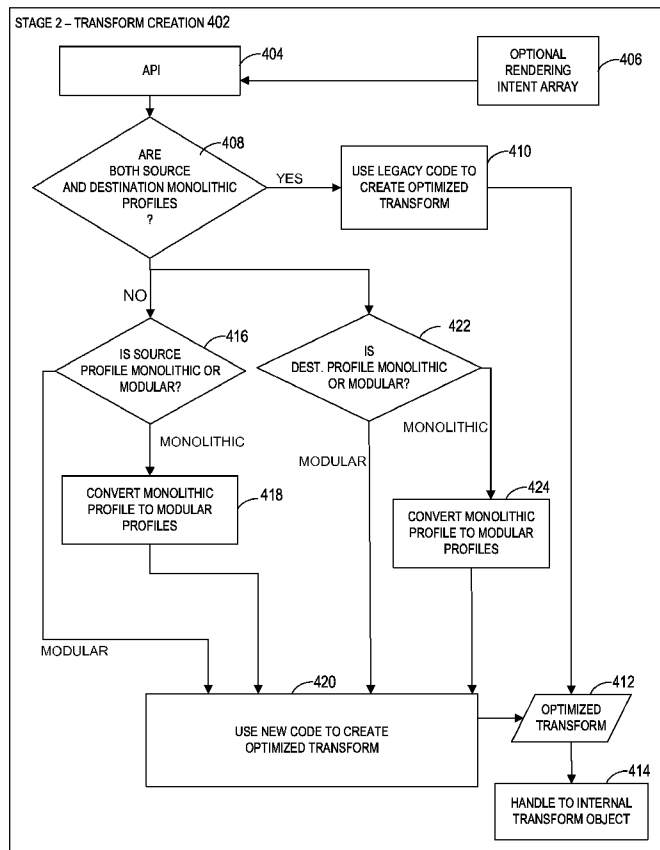 STAGE 2 – TRANSFORM CREATION 402
404
API
OPTIONAL
RENDERING
INTENT ARRAY
406
408
ARE
BOTH SOURCE
AND DESTINATION MONOLITHIC
PROFILES
?
YES
410
USE LEGACY CODE TO
CREATE OPTIMIZED
TRANSFORM
NO
416
IS SOURCE
PROFILE MONOLITHIC OR
MODULAR?
422
IS
DEST. PROFILE MONOLITHIC
OR MODULAR?
MONOLITHIC
MONOLITHIC
MODULAR
418
CONVERT MONOLITHIC
PROFILE TO MODULAR
PROFILES
424
CONVERT MONOLITHIC
PROFILE TO MODULAR
PROFILES
MODULAR
420
USE NEW CODE TO CREATE
OPTIMIZED TRANSFORM
412
OPTIMIZED
TRANSFORM
414
HANDLE TO INTERNAL
TRANSFORM OBJECT